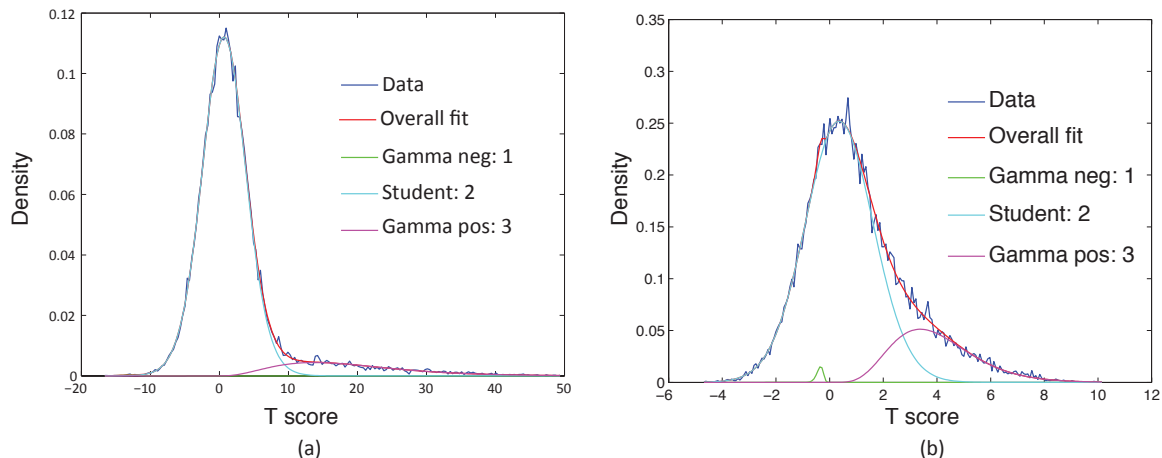 0.12
0.1
0.08
0.06
0.04
0.02
0
Density
−20
−10
0
10
20
30
40
50
T score
Data
Overall fit
Gamma neg: 1
Student: 2
Gamma pos: 3
(a)
0.35
0.3
0.25
0.2
0.15
0.1
0.05
0
Density
−6
−4
−2
0
2
4
6
8
10
12
T score
Data
Overall fit
Gamma neg: 1
Student: 2
Gamma pos: 3
(b)